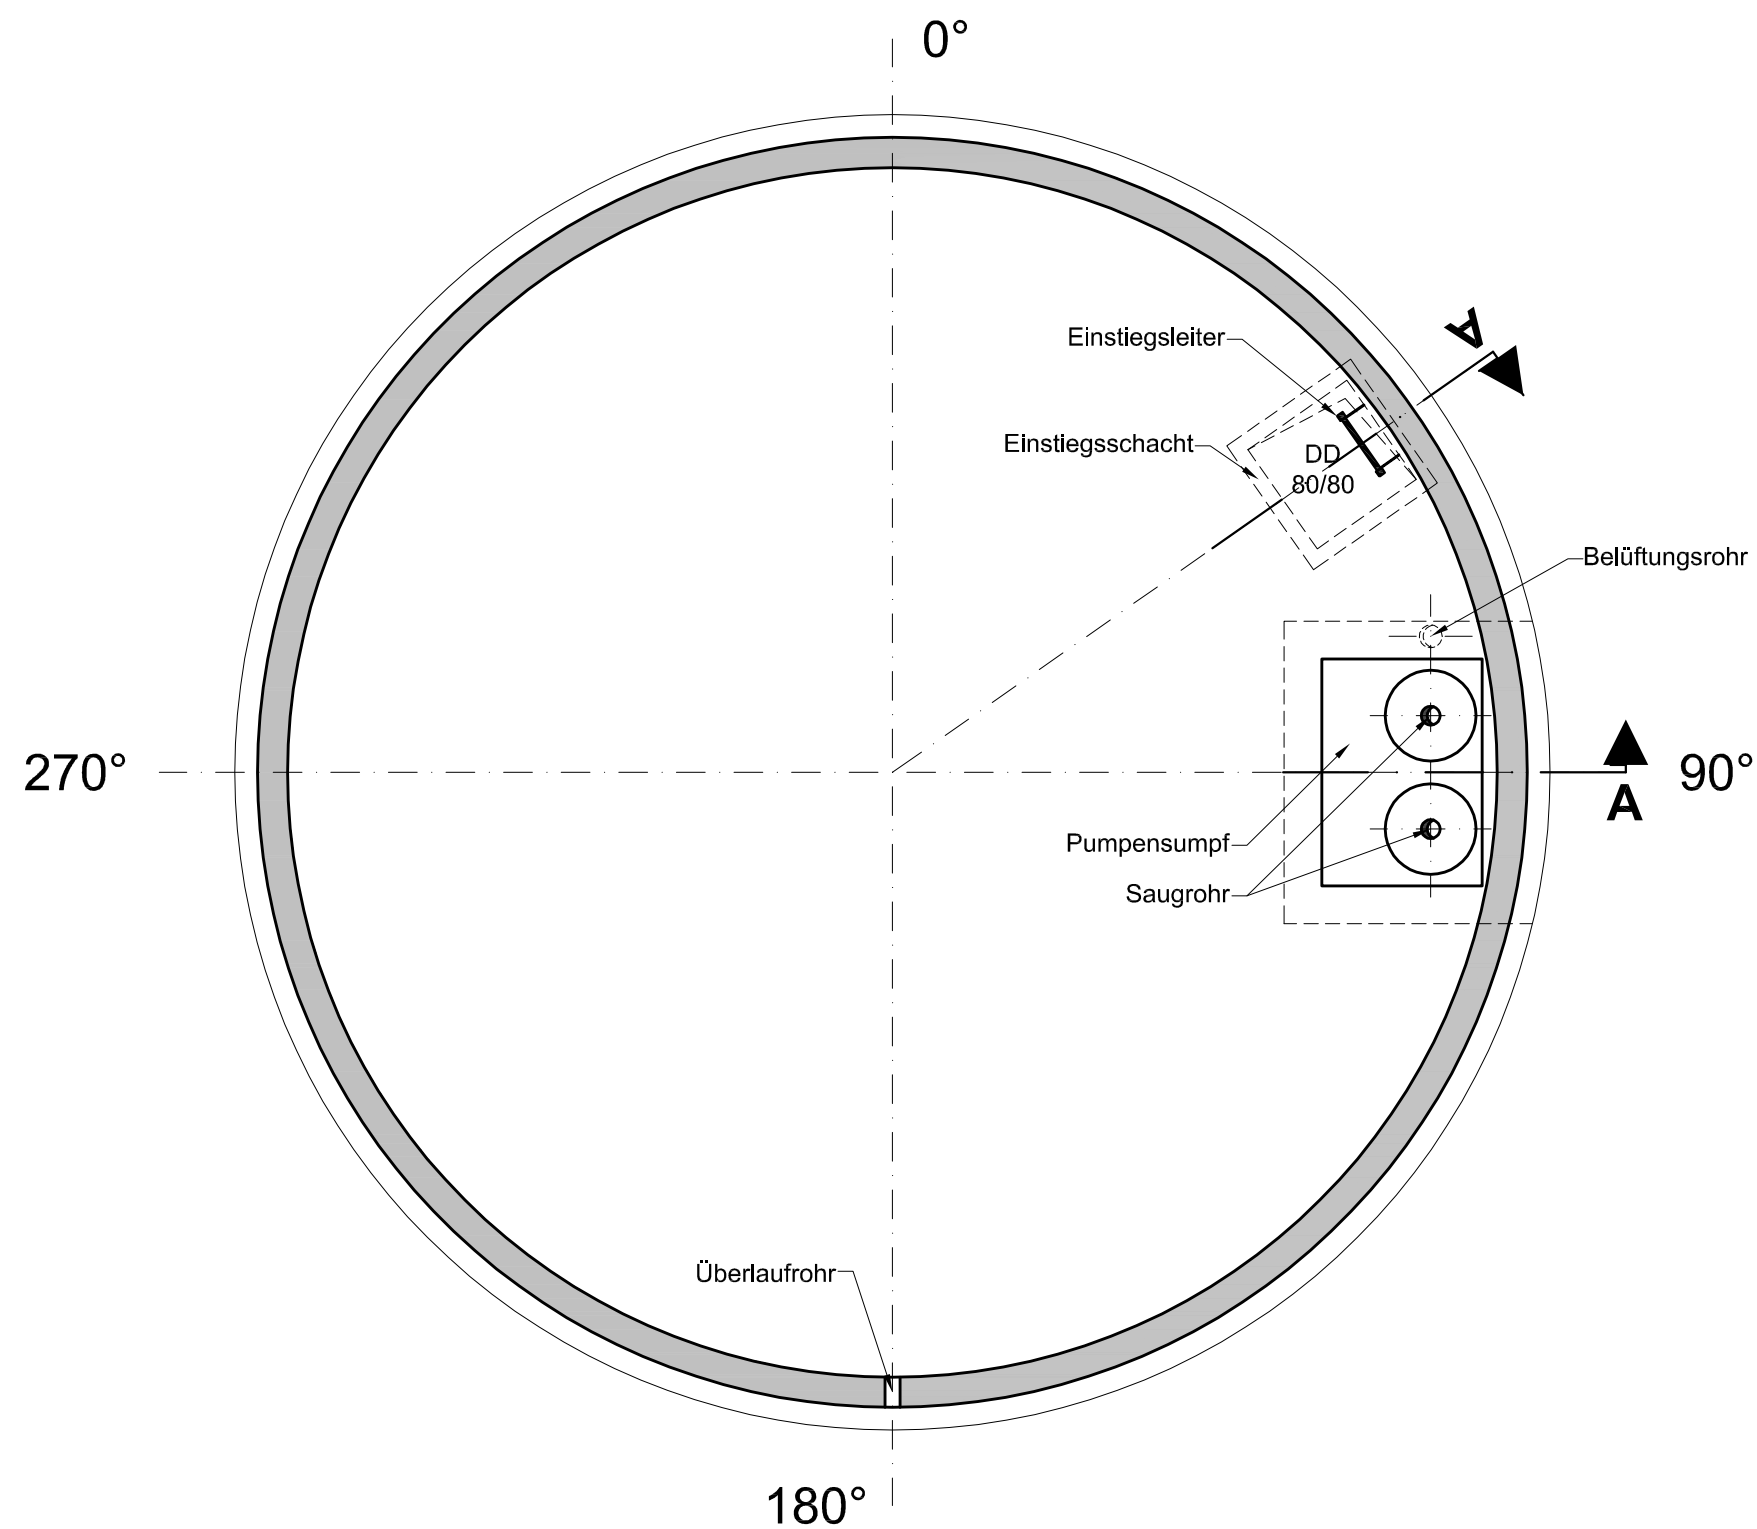 0°
A
Einstiegsleiter
Einstiegsschacht
DD
80/80
Belüftungsrohr
270°
90°
A
Pumpensumpf
Saugrohr
Überlaufrohr
180°